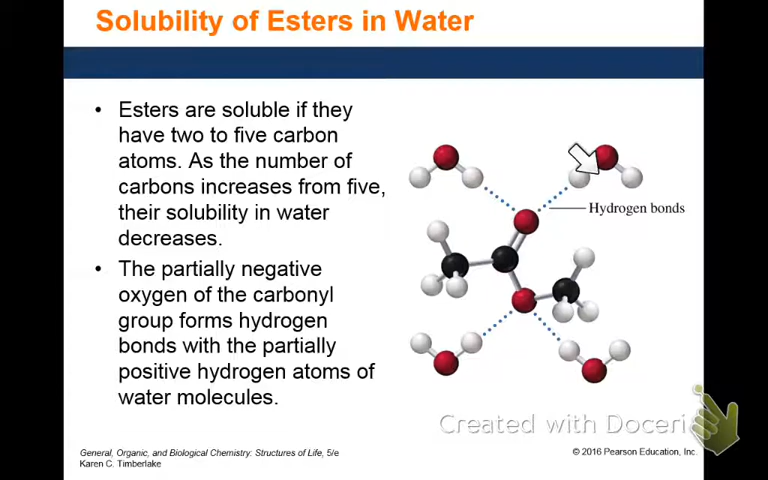 Solubility of Esters in Water
• Esters are soluble if they
have two to five carbon
atoms. As the number of
carbons increases from five,
their solubility in water
decreases.
• The partially negative
oxygen of the carbonyl
group forms hydrogen
bonds with the partially
positive hydrogen atoms of
water molecules.
Hydrogen bonds
Created with Doceri
General, Organic, and Biological Chemistry: Structures of Life, 5/e
Karen C. Timberlake
© 2016 Pearson Education, Inc.